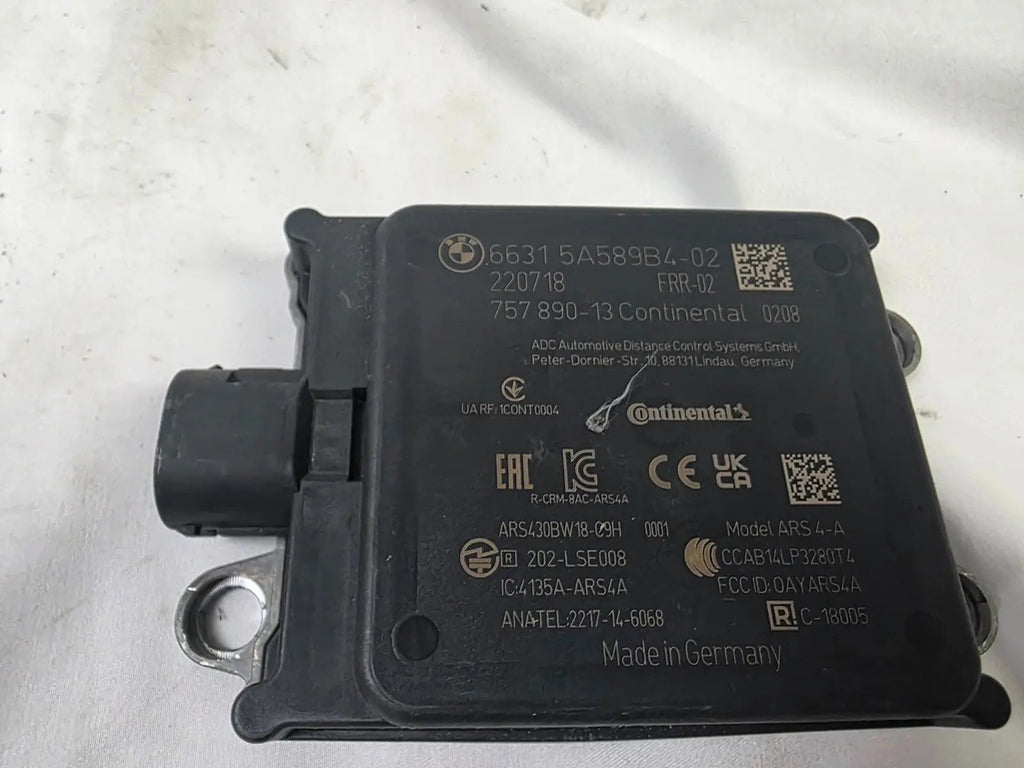 6631 5A589B4-02
220718 FRR-02
757 890-13 Continental 0208
ADC Automotive Distance Control Systems GmbH,
Peter-Dornier-Str. 10, 88131 Lindau, Germany
UA RF: 1CONT0004
Continental
EAC KC CE UK CA
R-CRM-8AC-ARS4A
ARS430BW18-09H 0001 Model ARS 4-A
R 202-LSE008 CCAB14LP3280T4
IC:4135A-ARS4A FCC ID: OAYARS4A
ANATEL:2217-14-6068 R! C-18005
Made in Germany